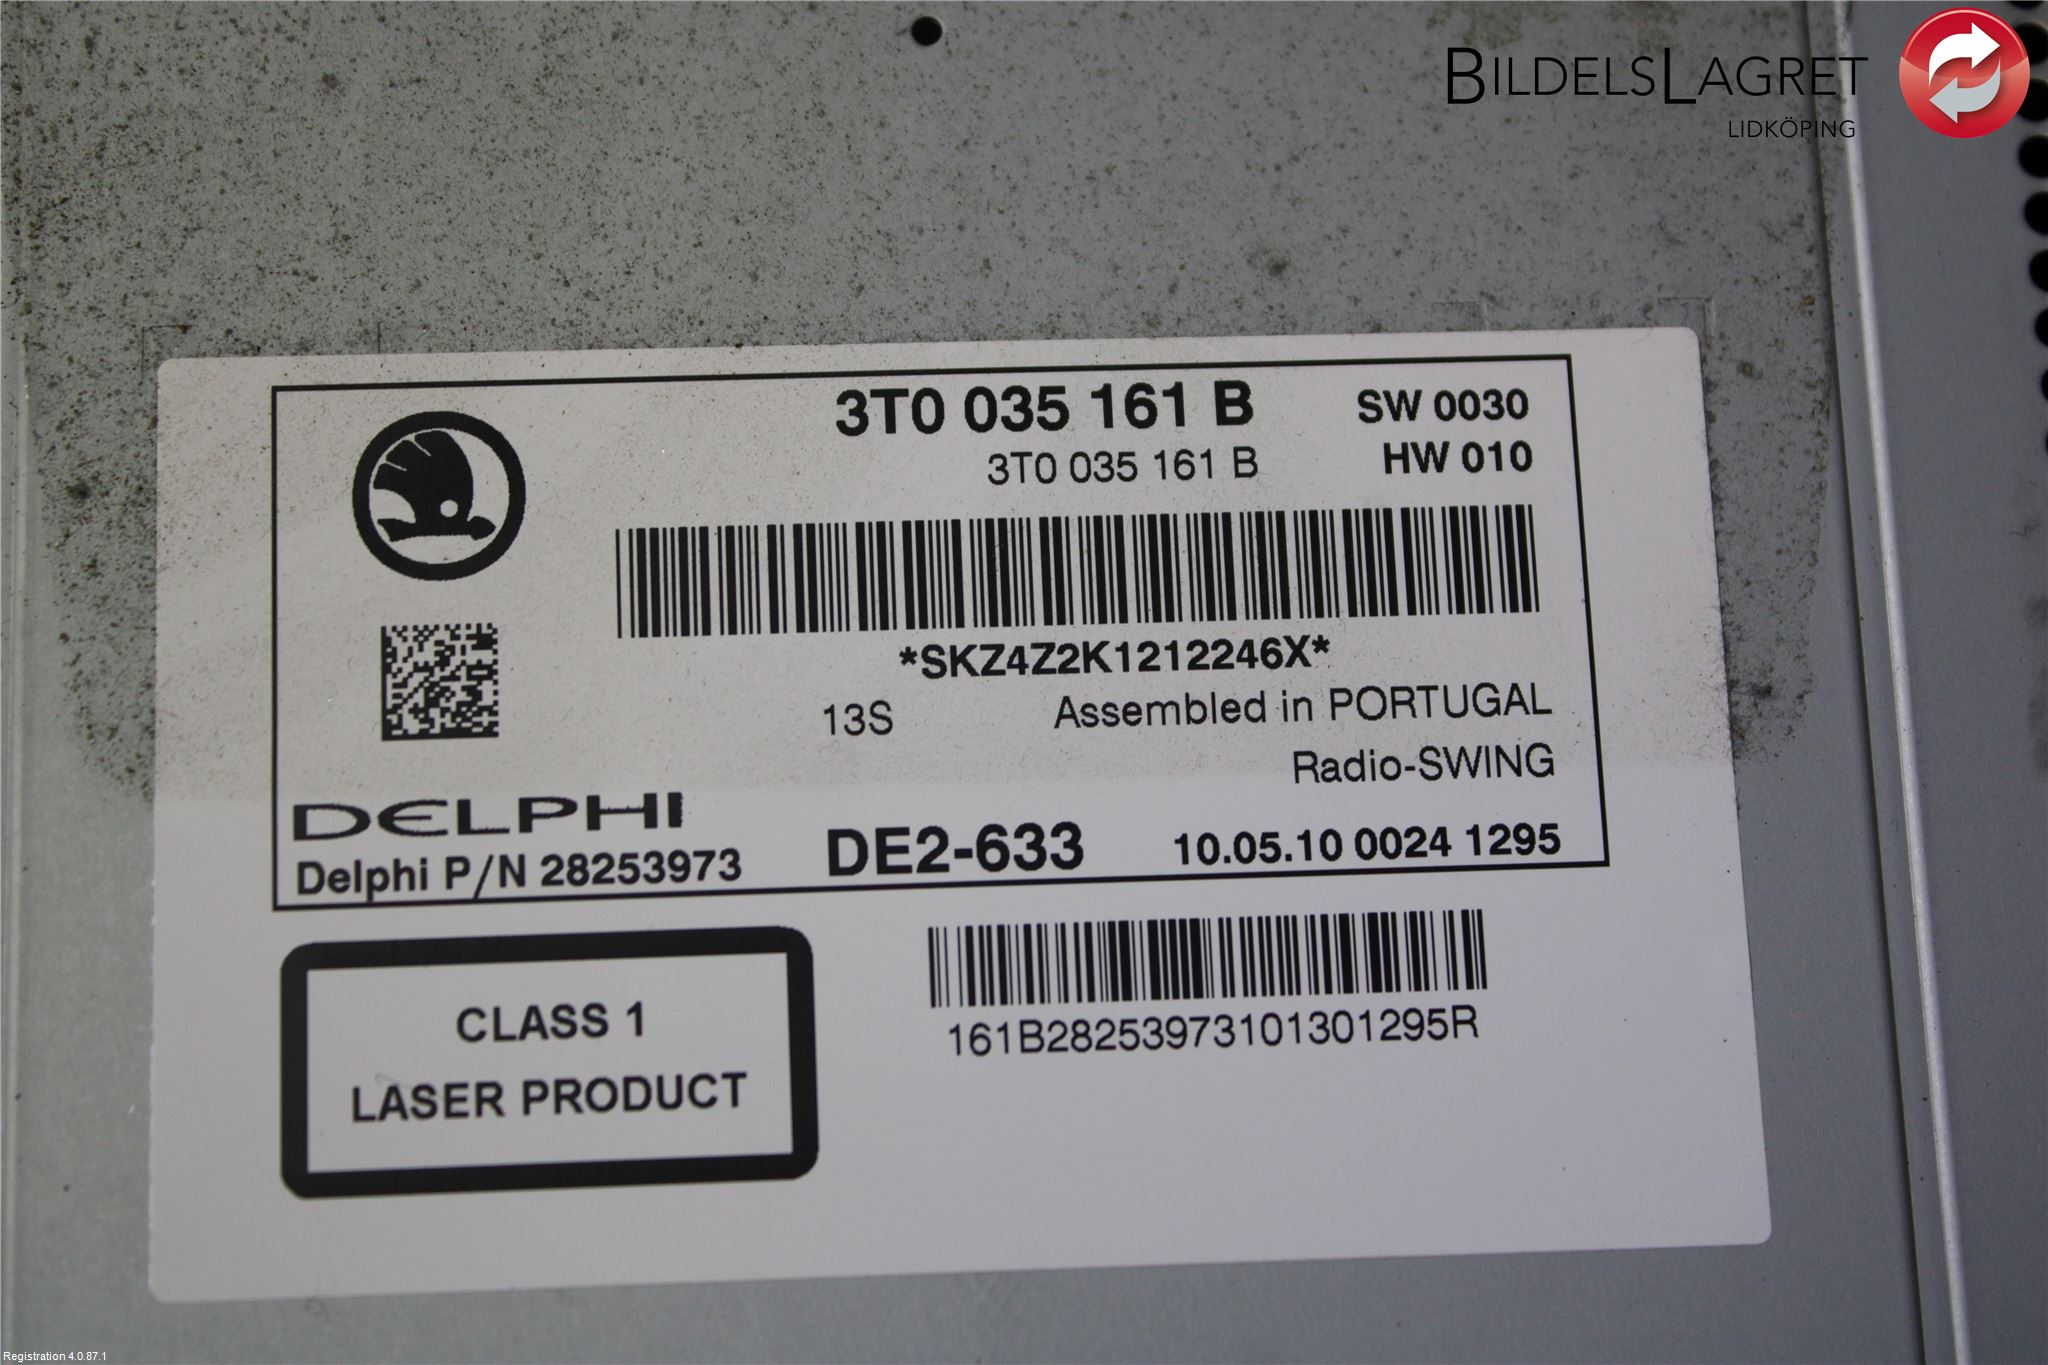 BILDELSLAGRET
LIDKÖPING
3T0 035 161 B
SW 0030
3T0 035 161 B
HW 010
*SKZ4Z2K1212246X*
13S
Assembled in PORTUGAL
Radio-SWING
DELPHI
Delphi P/N 28253973
DE2-633
10.05.10 0024 1295
CLASS 1
LASER PRODUCT
161B28253973101301295R
Registration 4.0.87.1